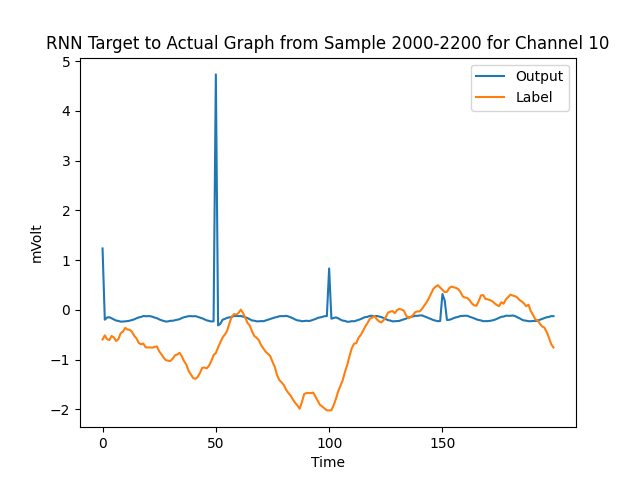 RNN Target to Actual Graph from Sample 2000-2200 for Channel 10
Output
Label
5
4
3
2
1
0
−1
−2
mVolt
0
50
100
150
Time